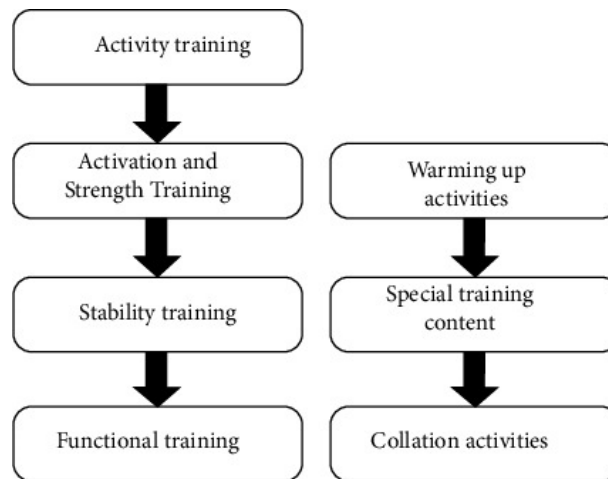 Activity training
Activation and
Strength Training
Stability training
Functional training
Warming up
activities
Special training
content
Collation activities